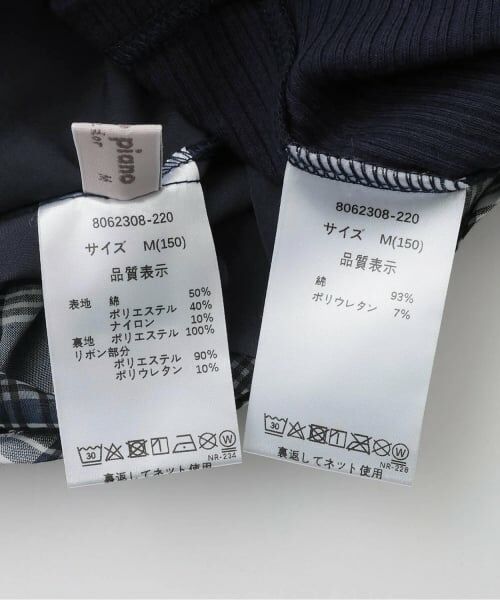 piano
M
8062308-220
サイズ M(150)
品質表示
表地 綿 50%
ポリエステル 40%
ナイロン 10%
裏地 ポリエステル 100%
リボン部分
ポリエステル 90%
ポリウレタン 10%
30
W
NR-234
裏返してネット使用
8062308-220
サイズ M(150)
品質表示
綿 93%
ポリウレタン 7%
30
W
NR-228
裏返してネット使用